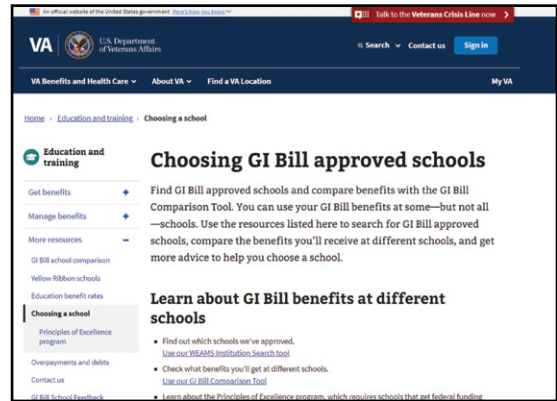 An official website of the United States government Here's how you know
Talk to the Veterans Crisis Line now
VA
U.S. Department
of Veterans Affairs
Search
Contact us
Sign in
VA Benefits and Health Care
About VA
Find a VA Location
My VA
Home › Education and training › Choosing a school
Education and
training
Get benefits
Manage benefits
More resources
GI Bill school comparison
Yellow Ribbon schools
Education benefit rates
Choosing a school
Principles of Excellence
program
Overpayments and debts
Contact us
GI Bill School Feedback
Choosing GI Bill approved schools
Find GI Bill approved schools and compare benefits with the GI Bill
Comparison Tool. You can use your GI Bill benefits at some—but not all
—schools. Use the resources listed here to search for GI Bill approved
schools, compare the benefits you'll receive at different schools, and get
more advice to help you choose a school.
Learn about GI Bill benefits at different
schools
▪ Find out which schools we've approved.
Use our WEAMS Institution Search tool
▪ Check what benefits you'll get at different schools.
Use our GI Bill Comparison Tool
▪ Learn about the Principles of Excellence program, which requires schools that get federal funding